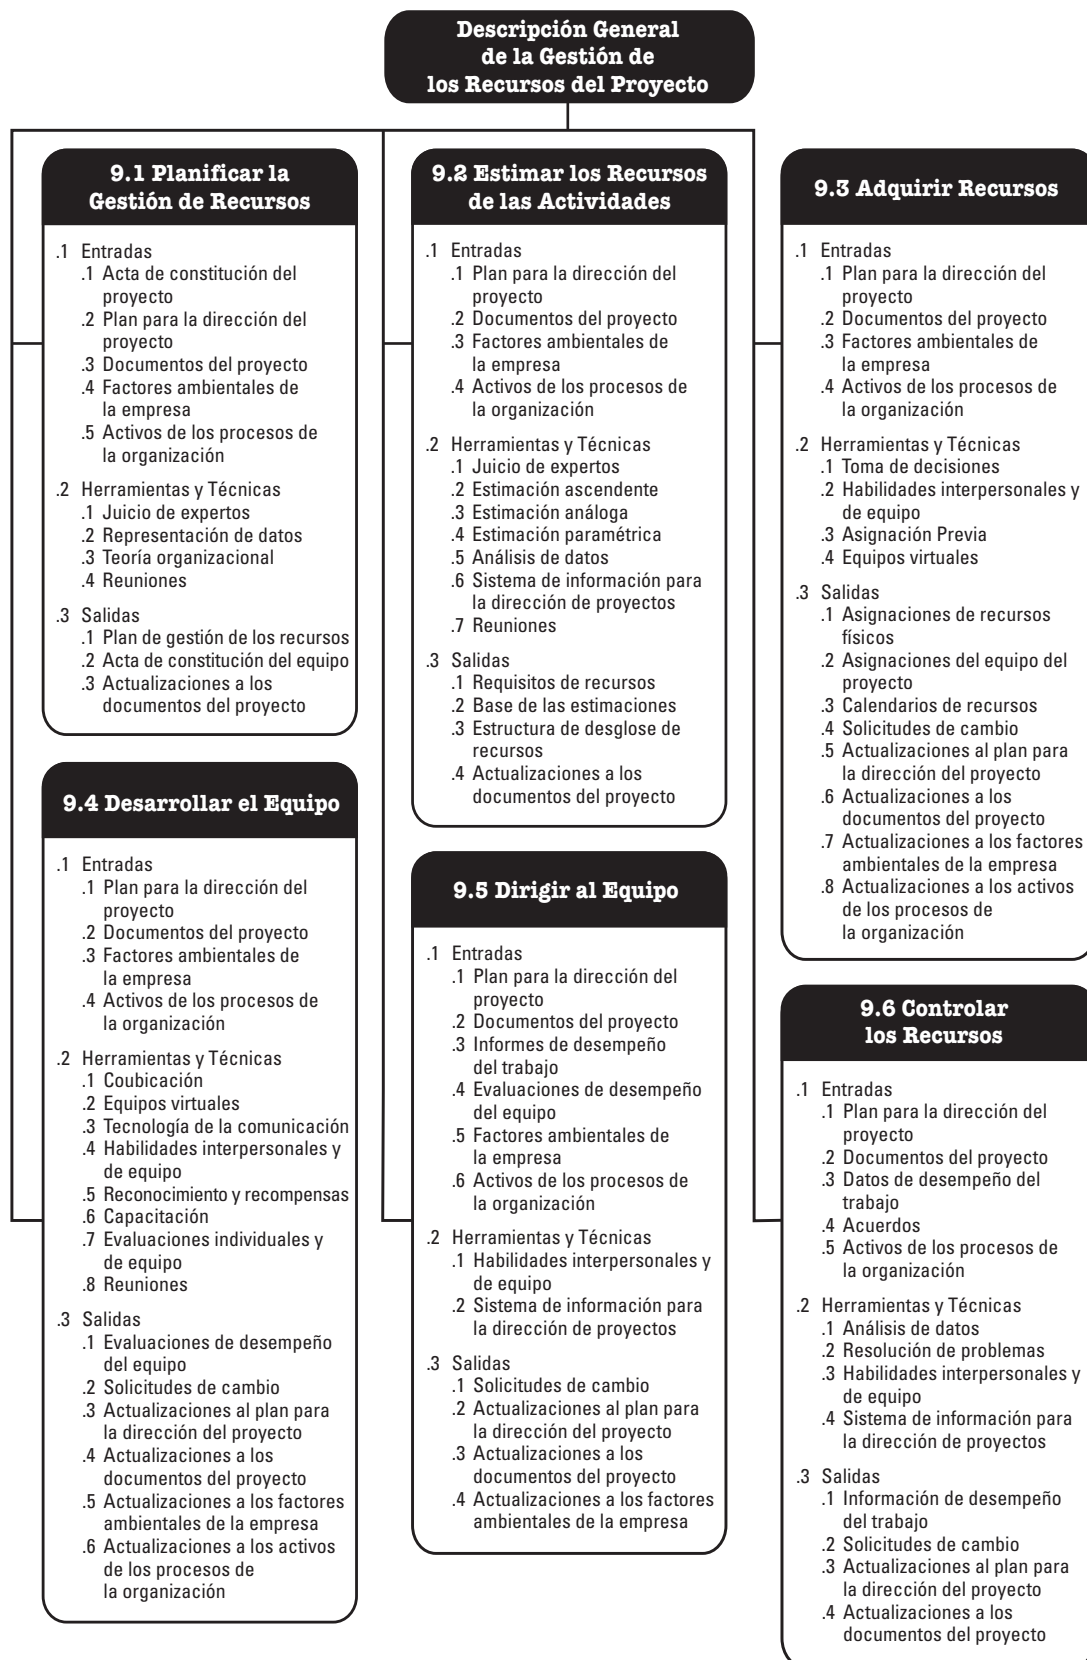 Descripción General
de la Gestión de
los Recursos del Proyecto
9.1 Planificar la
Gestión de Recursos
.1 Entradas
.1 Acta de constitución del
proyecto
.2 Plan para la dirección del
proyecto
.3 Documentos del proyecto
.4 Factores ambientales de
la empresa
.5 Activos de los procesos de
la organización
.2 Herramientas y Técnicas
.1 Juicio de expertos
.2 Representación de datos
.3 Teoría organizacional
.4 Reuniones
.3 Salidas
.1 Plan de gestión de los recursos
.2 Acta de constitución del equipo
.3 Actualizaciones a los
documentos del proyecto
9.2 Estimar los Recursos
de las Actividades
.1 Entradas
.1 Plan para la dirección del
proyecto
.2 Documentos del proyecto
.3 Factores ambientales de
la empresa
.4 Activos de los procesos de
la organización
.2 Herramientas y Técnicas
.1 Juicio de expertos
.2 Estimación ascendente
.3 Estimación análoga
.4 Estimación paramétrica
.5 Análisis de datos
.6 Sistema de información para
la dirección de proyectos
.7 Reuniones
.3 Salidas
.1 Requisitos de recursos
.2 Base de las estimaciones
.3 Estructura de desglose de
recursos
.4 Actualizaciones a los
documentos del proyecto
9.3 Adquirir Recursos
.1 Entradas
.1 Plan para la dirección del
proyecto
.2 Documentos del proyecto
.3 Factores ambientales de
la empresa
.4 Activos de los procesos de
la organización
.2 Herramientas y Técnicas
.1 Toma de decisiones
.2 Habilidades interpersonales y
de equipo
.3 Asignación Previa
.4 Equipos virtuales
.3 Salidas
.1 Asignaciones de recursos
físicos
.2 Asignaciones del equipo del
proyecto
.3 Calendarios de recursos
.4 Solicitudes de cambio
.5 Actualizaciones al plan para
la dirección del proyecto
.6 Actualizaciones a los
documentos del proyecto
.7 Actualizaciones a los factores
ambientales de la empresa
.8 Actualizaciones a los activos
de los procesos de
la organización
9.4 Desarrollar el Equipo
.1 Entradas
.1 Plan para la dirección del
proyecto
.2 Documentos del proyecto
.3 Factores ambientales de
la empresa
.4 Activos de los procesos de
la organización
.2 Herramientas y Técnicas
.1 Coubicación
.2 Equipos virtuales
.3 Tecnología de la comunicación
.4 Habilidades interpersonales y
de equipo
.5 Reconocimiento y recompensas
.6 Capacitación
.7 Evaluaciones individuales y
de equipo
.8 Reuniones
.3 Salidas
.1 Evaluaciones de desempeño
del equipo
.2 Solicitudes de cambio
.3 Actualizaciones al plan para
la dirección del proyecto
.4 Actualizaciones a los
documentos del proyecto
.5 Actualizaciones a los factores
ambientales de la empresa
.6 Actualizaciones a los activos
de los procesos de
la organización
9.5 Dirigir al Equipo
.1 Entradas
.1 Plan para la dirección del
proyecto
.2 Documentos del proyecto
.3 Informes de desempeño
del trabajo
.4 Evaluaciones de desempeño
del equipo
.5 Factores ambientales de
la empresa
.6 Activos de los procesos de
la organización
.2 Herramientas y Técnicas
.1 Habilidades interpersonales y
de equipo
.2 Sistema de información para
la dirección de proyectos
.3 Salidas
.1 Solicitudes de cambio
.2 Actualizaciones al plan para
la dirección del proyecto
.3 Actualizaciones a los
documentos del proyecto
.4 Actualizaciones a los factores
ambientales de la empresa
9.6 Controlar
los Recursos
.1 Entradas
.1 Plan para la dirección del
proyecto
.2 Documentos del proyecto
.3 Datos de desempeño del
trabajo
.4 Acuerdos
.5 Activos de los procesos de
la organización
.2 Herramientas y Técnicas
.1 Análisis de datos
.2 Resolución de problemas
.3 Habilidades interpersonales y
de equipo
.4 Sistema de información para
la dirección de proyectos
.3 Salidas
.1 Información de desempeño
del trabajo
.2 Solicitudes de cambio
.3 Actualizaciones al plan para
la dirección del proyecto
.4 Actualizaciones a los
documentos del proyecto